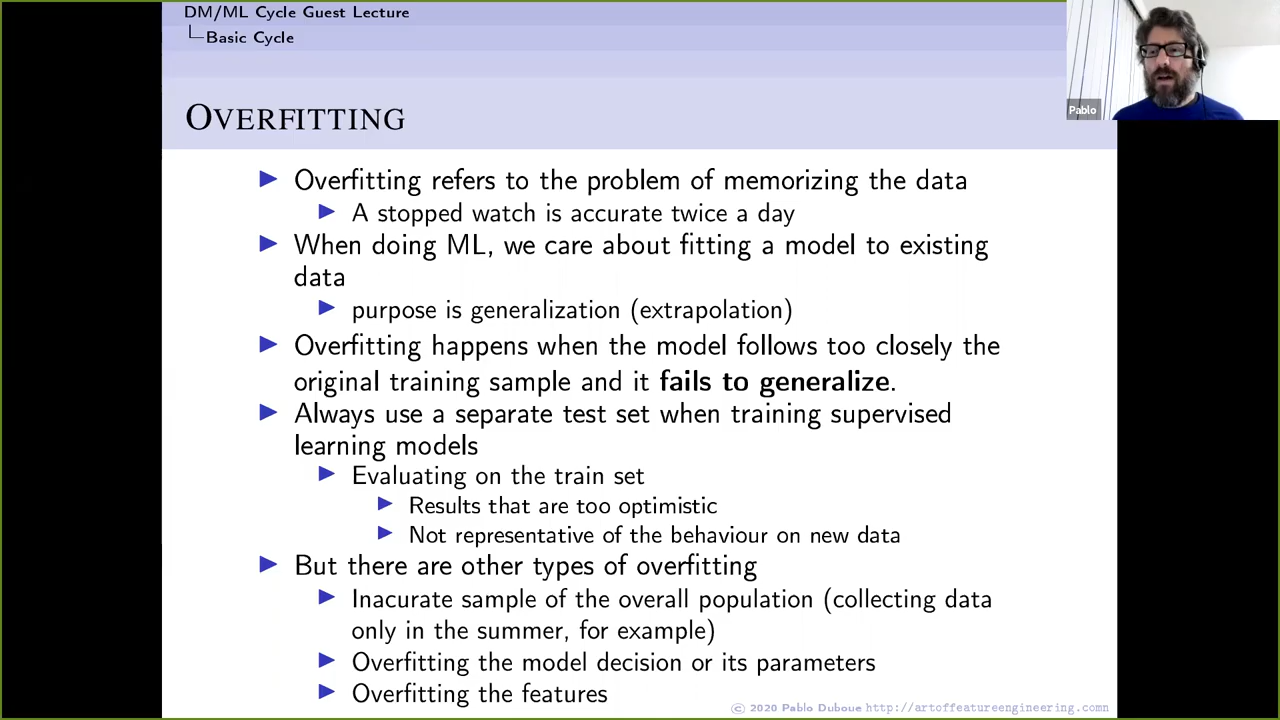 DM/ML Cycle Guest Lecture
Basic Cycle
Pablo
OVERFITTING
Overfitting refers to the problem of memorizing the data
A stopped watch is accurate twice a day
When doing ML, we care about fitting a model to existing
data
purpose is generalization (extrapolation)
Overfitting happens when the model follows too closely the
original training sample and it fails to generalize.
Always use a separate test set when training supervised
learning models
Evaluating on the train set
Results that are too optimistic
Not representative of the behaviour on new data
But there are other types of overfitting
Inacurate sample of the overall population (collecting data
only in the summer, for example)
Overfitting the model decision or its parameters
Overfitting the features
© 2020 Pablo Duboue http://artoffeatureengineering.comn